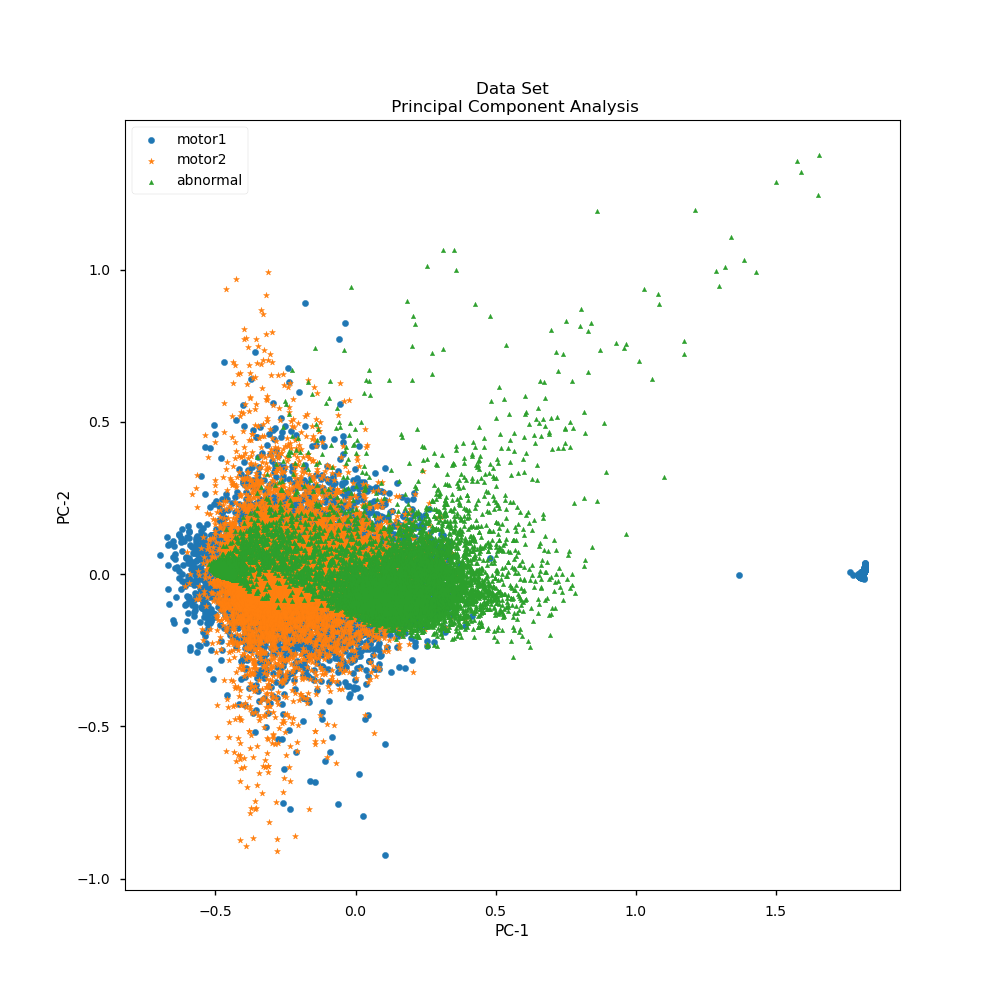 Data Set
Principal Component Analysis
motor1
motor2
abnormal
1.0
0.5
0.0
−0.5
−1.0
PC-2
−0.5
0.0
0.5
1.0
1.5
PC-1